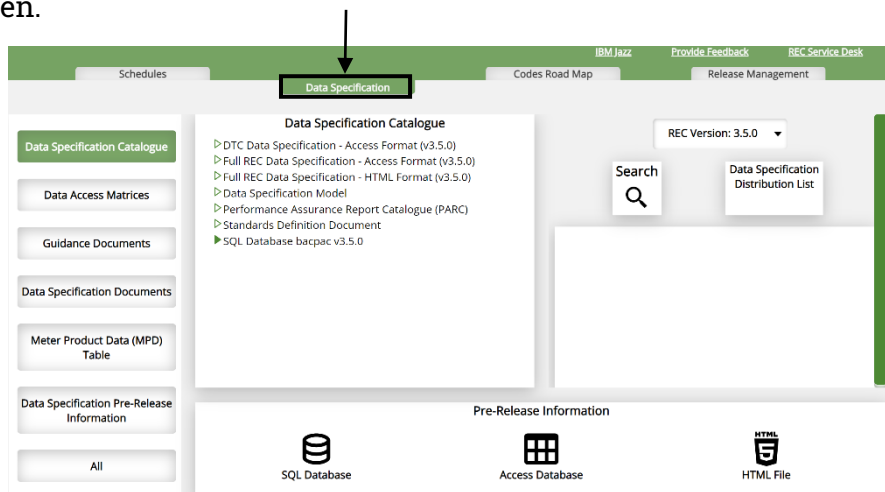 en.
IBM Jazz
Provide Feedback
REC Service Desk
Schedules
Data Specification
Codes Road Map
Release Management
Data Specification Catalogue
Data Access Matrices
Guidance Documents
Data Specification Documents
Meter Product Data (MPD)
Table
Data Specification Pre-Release
Information
All
Data Specification Catalogue
DTC Data Specification - Access Format (v3.5.0)
Full REC Data Specification - Access Format (v3.5.0)
Full REC Data Specification - HTML Format (v3.5.0)
Data Specification Model
Performance Assurance Report Catalogue (PARC)
Standards Definition Document
SQL Database bacpac v3.5.0
REC Version: 3.5.0
Search
Data Specification
Distribution List
Pre-Release Information
SQL Database
Access Database
HTML
5
HTML File